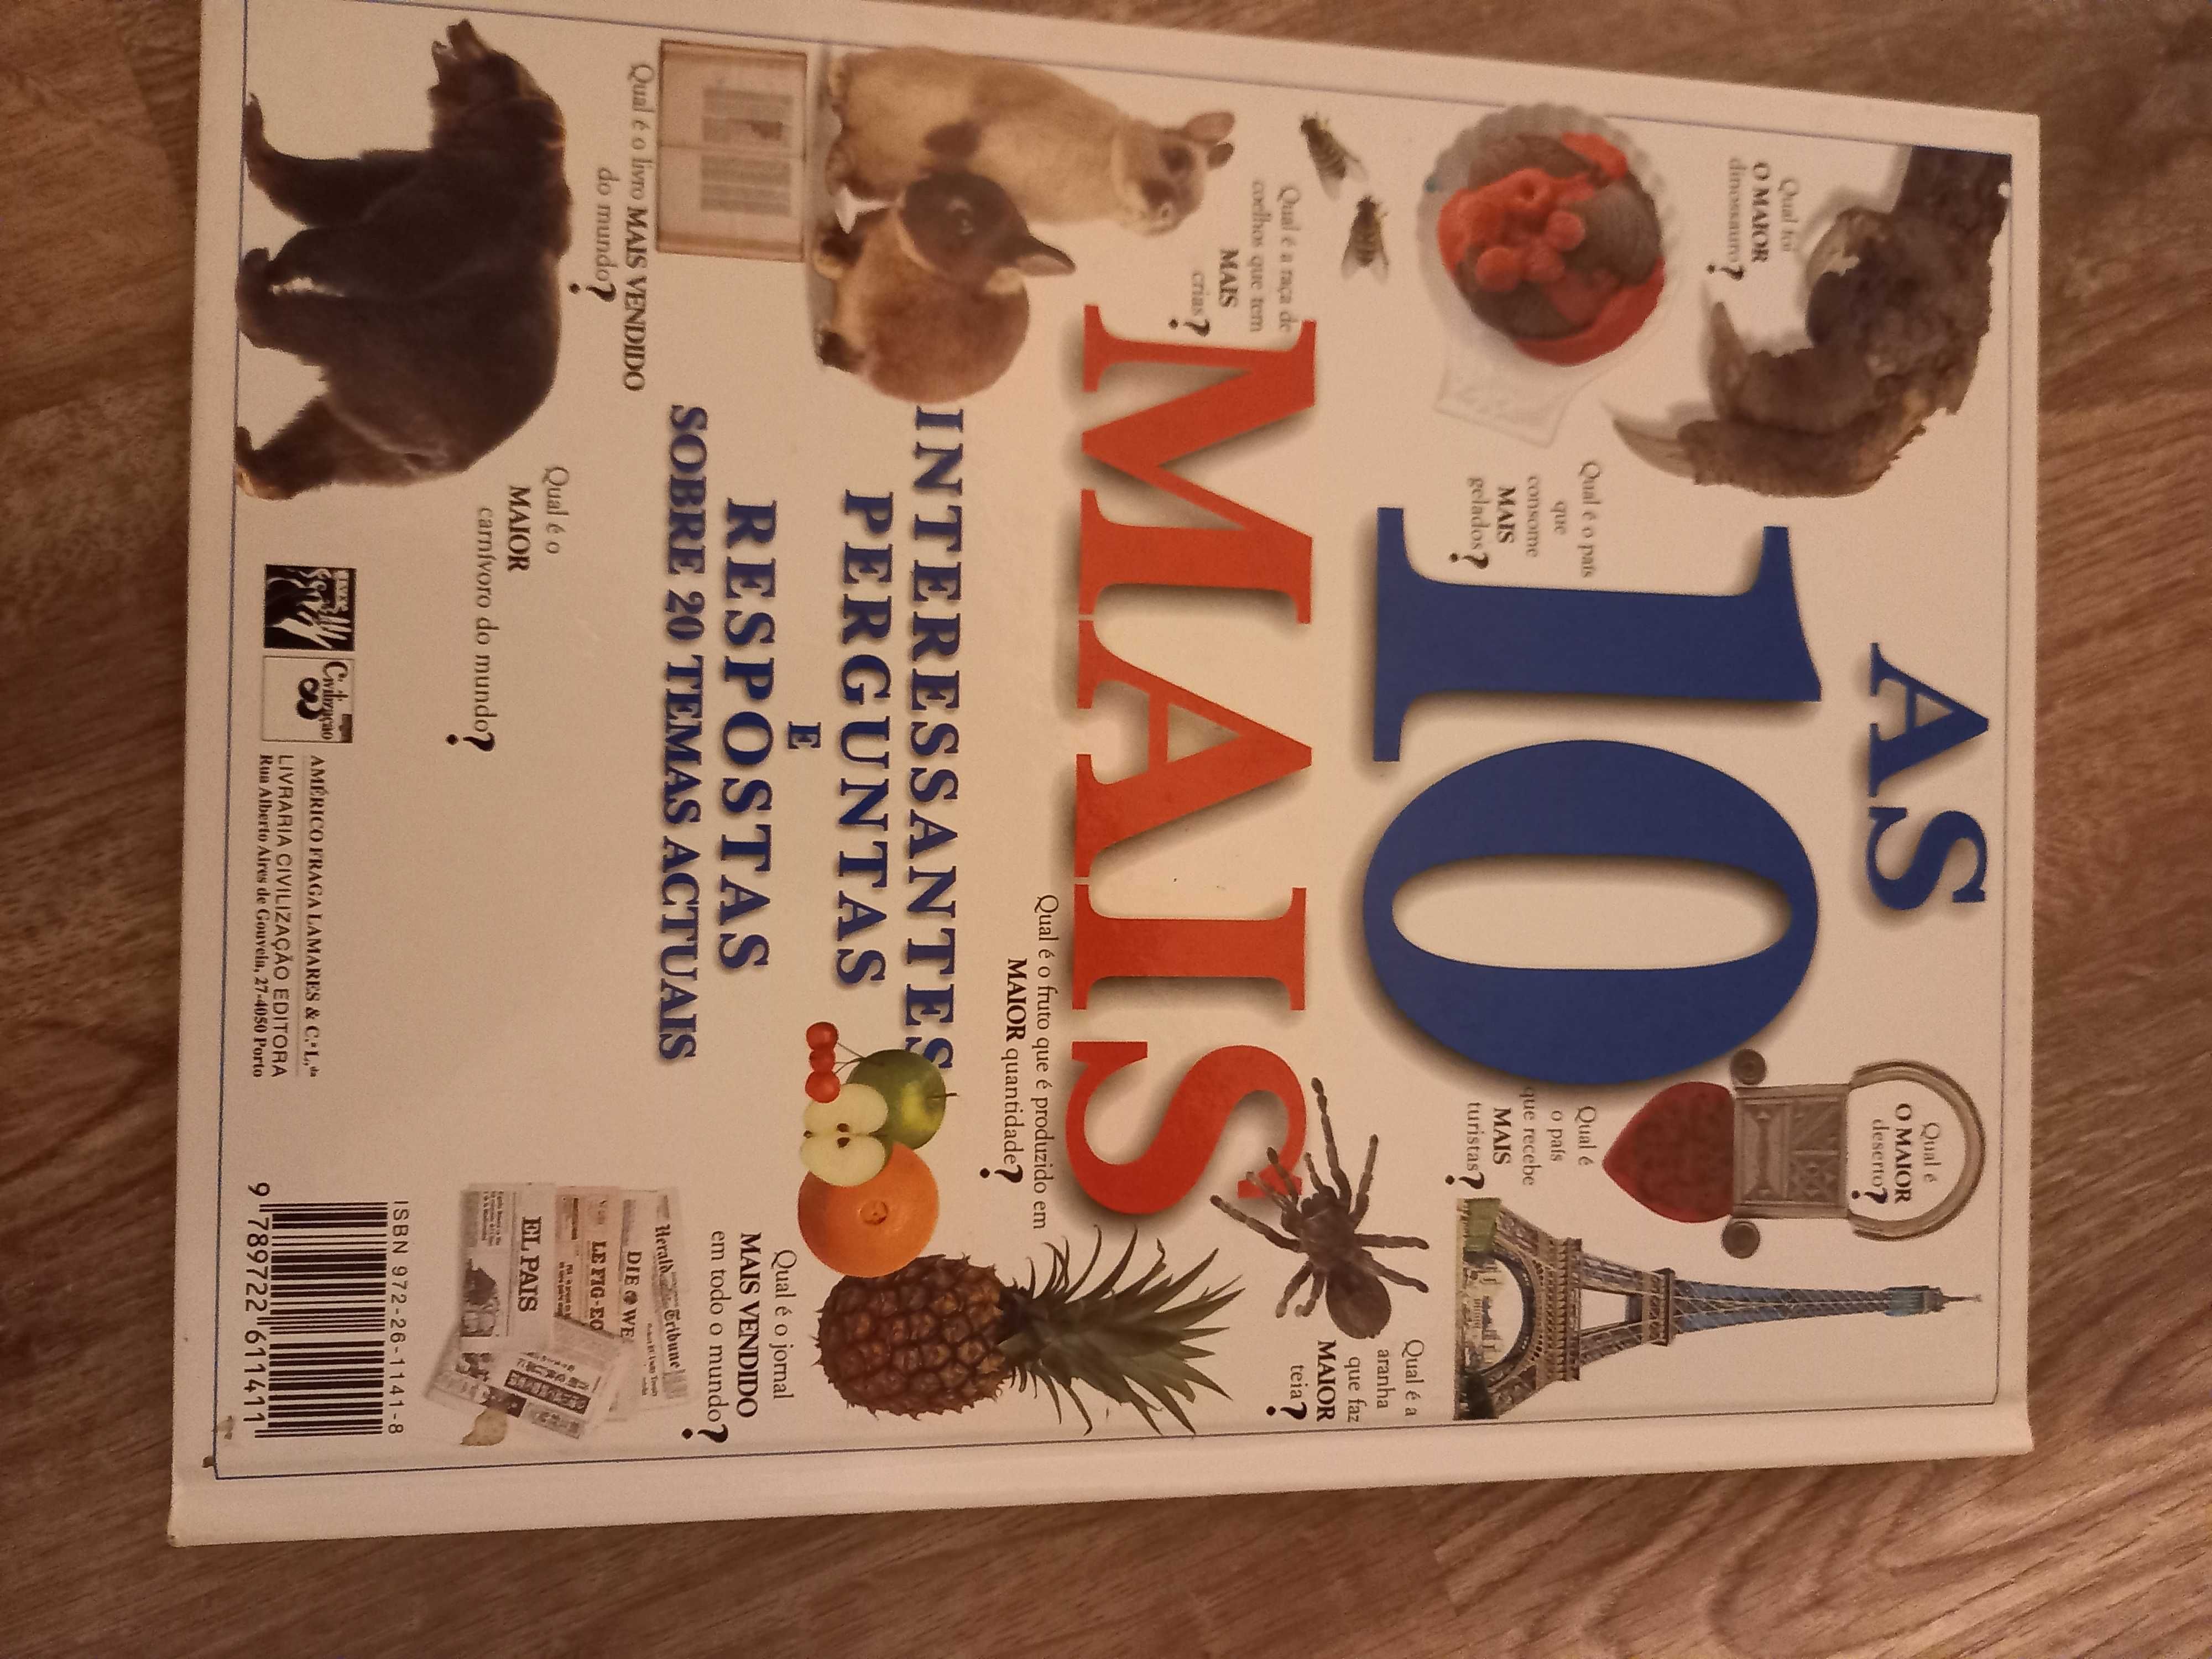 AS
10
MAIS
Qual foi
O MAIOR
dinossauro?
Qual é
O MAIOR
deserto?
Qual é o país
que
consome
MAIS
gelados?
Qual é
o país
que recebe
MAIS
turistas?
Qual é a raça de
coelhos que tem
MAIS
crias?
Qual é a
aranha
que faz
MAIOR
teia?
Qual é o fruto que é produzido em
MAIOR quantidade?
INTERESSANTES
PERGUNTAS
E
RESPOSTAS
SOBRE 20 TEMAS ACTUAIS
Qual é o livro MAIS VENDIDO
do mundo?
Qual é o jornal
MAIS VENDIDO
em todo o mundo?
Herald Tribune
DIE WE
LE FIG-EC
EL PAIS
Qual é o
MAIOR
carnívoro do mundo?
Civilização
AMÉRICO FRAGA LAMARES & C.ª L.da
LIVRARIA CIVILIZAÇÃO EDITORA
Rua Alberto Aires de Gouveia, 27-4050 Porto
ISBN 972-26-1141-8
9 789722 611411